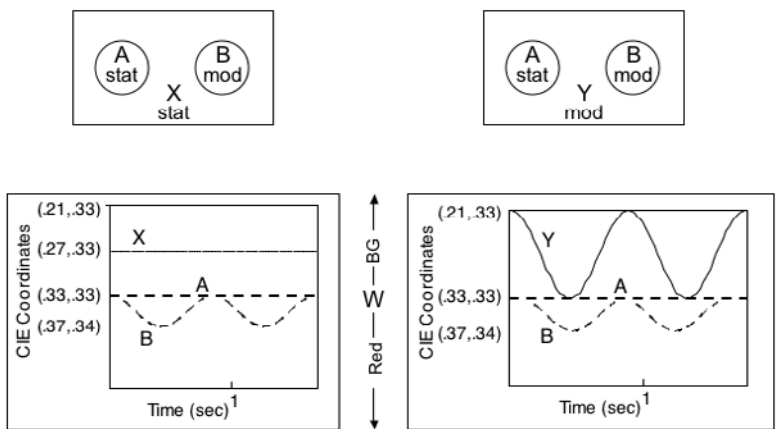 A
stat
B
mod
X
stat
A
stat
B
mod
Y
mod
CIE Coordinates
(.21,.33)
(.27,.33)
(.33,.33)
(.37,.34)
X
A
B
Time (sec)
1
BG
W
Red
CIE Coordinates
(.21,.33)
(.33,.33)
(.37,.34)
Y
A
B
Time (sec)
1